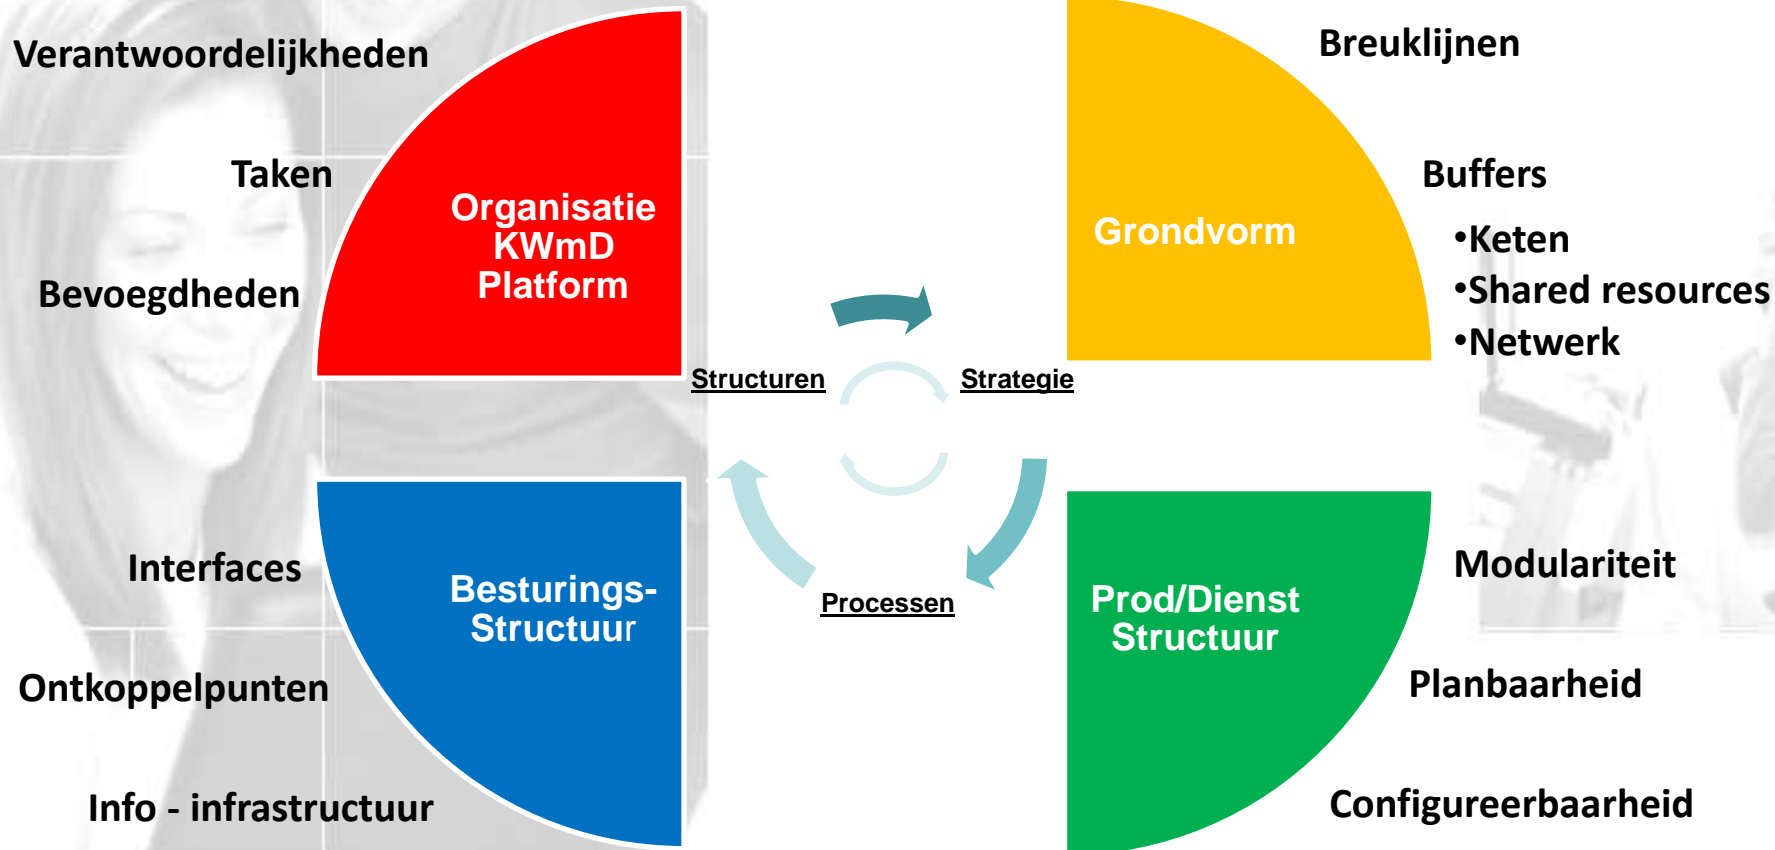 Verantwoordelijkheden
Taken
Bevoegdheden
Organisatie
KWmD
Platform
Breuklijnen
Buffers
•Keten
•Shared resources
•Netwerk
Grondvorm
Structuren
Strategie
Processen
Interfaces
Ontkoppelpunten
Info - infrastructuur
Besturings-
Structuur
Prod/Dienst
Structuur
Modulariteit
Planbaarheid
Configureerbaarheid